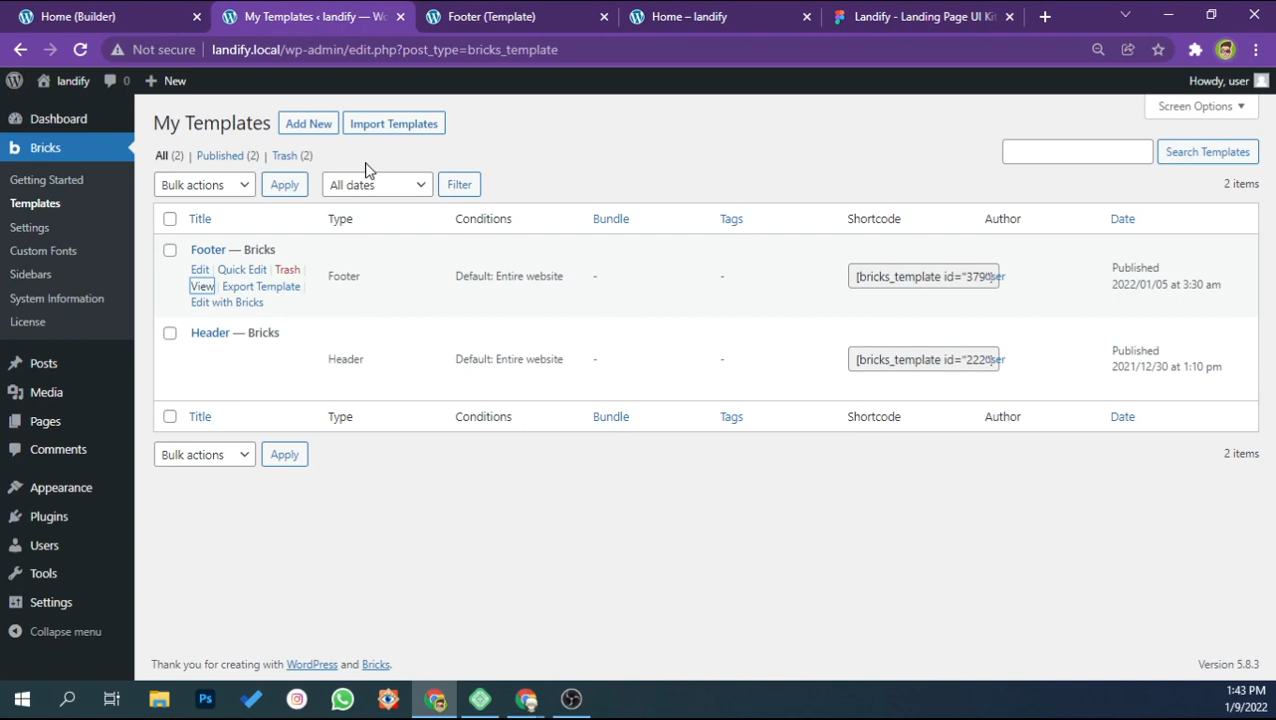 Home (Builder)
My Templates ‹ landify — Wo
Footer (Template)
Home – landify
Landify - Landing Page UI Kit
Not secure
landify.local/wp-admin/edit.php?post_type=bricks_template
landify
0
New
Howdy, user
Dashboard
Bricks
Getting Started
Templates
Settings
Custom Fonts
Sidebars
System Information
License
Posts
Media
Pages
Comments
Appearance
Plugins
Users
Tools
Settings
Collapse menu
Screen Options
My Templates
Add New
Import Templates
All (2) | Published (2) | Trash (2)
Search Templates
Bulk actions
Apply
All dates
Filter
2 items
Title Type Conditions Bundle Tags Shortcode Author Date
Footer — Bricks
Edit | Quick Edit | Trash |
View | Export Template |
Edit with Bricks
Footer
Default: Entire website
-
-
[bricks_template id="3790"]
user
Published
2022/01/05 at 3:30 am
Header — Bricks
Header
Default: Entire website
-
-
[bricks_template id="2220"]
user
Published
2021/12/30 at 1:10 pm
Title Type Conditions Bundle Tags Shortcode Author Date
Bulk actions
Apply
2 items
Thank you for creating with WordPress and Bricks.
Version 5.8.3
Ps
1:43 PM
1/9/2022